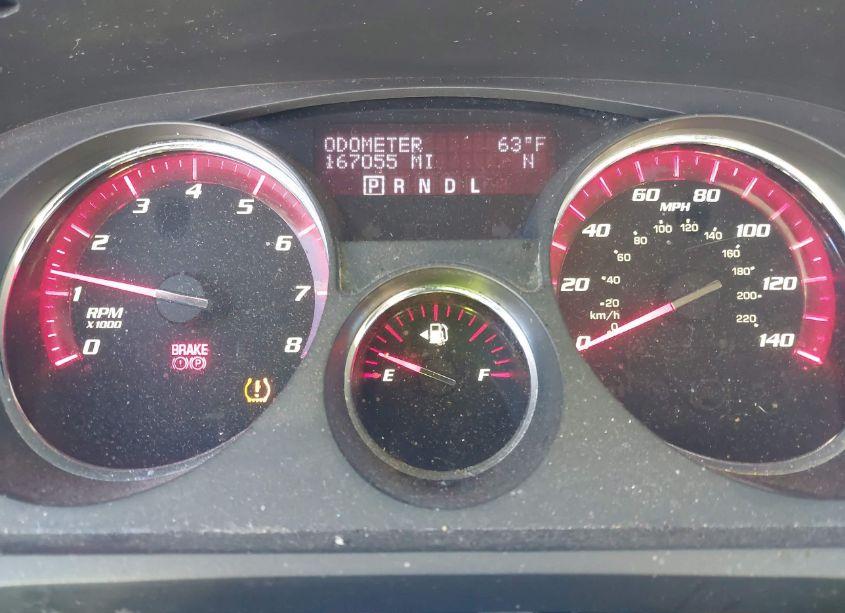 ODOMETER 63°F
167055 MI N
P R N D L
0 1 2 3 4 5 6 7 8
RPM
X1000
BRAKE
(!) (P)
E F
0 20 40 60 80 100 120 140
MPH
0 20 40 60 80 100 120 140 160 180 200 220
km/h